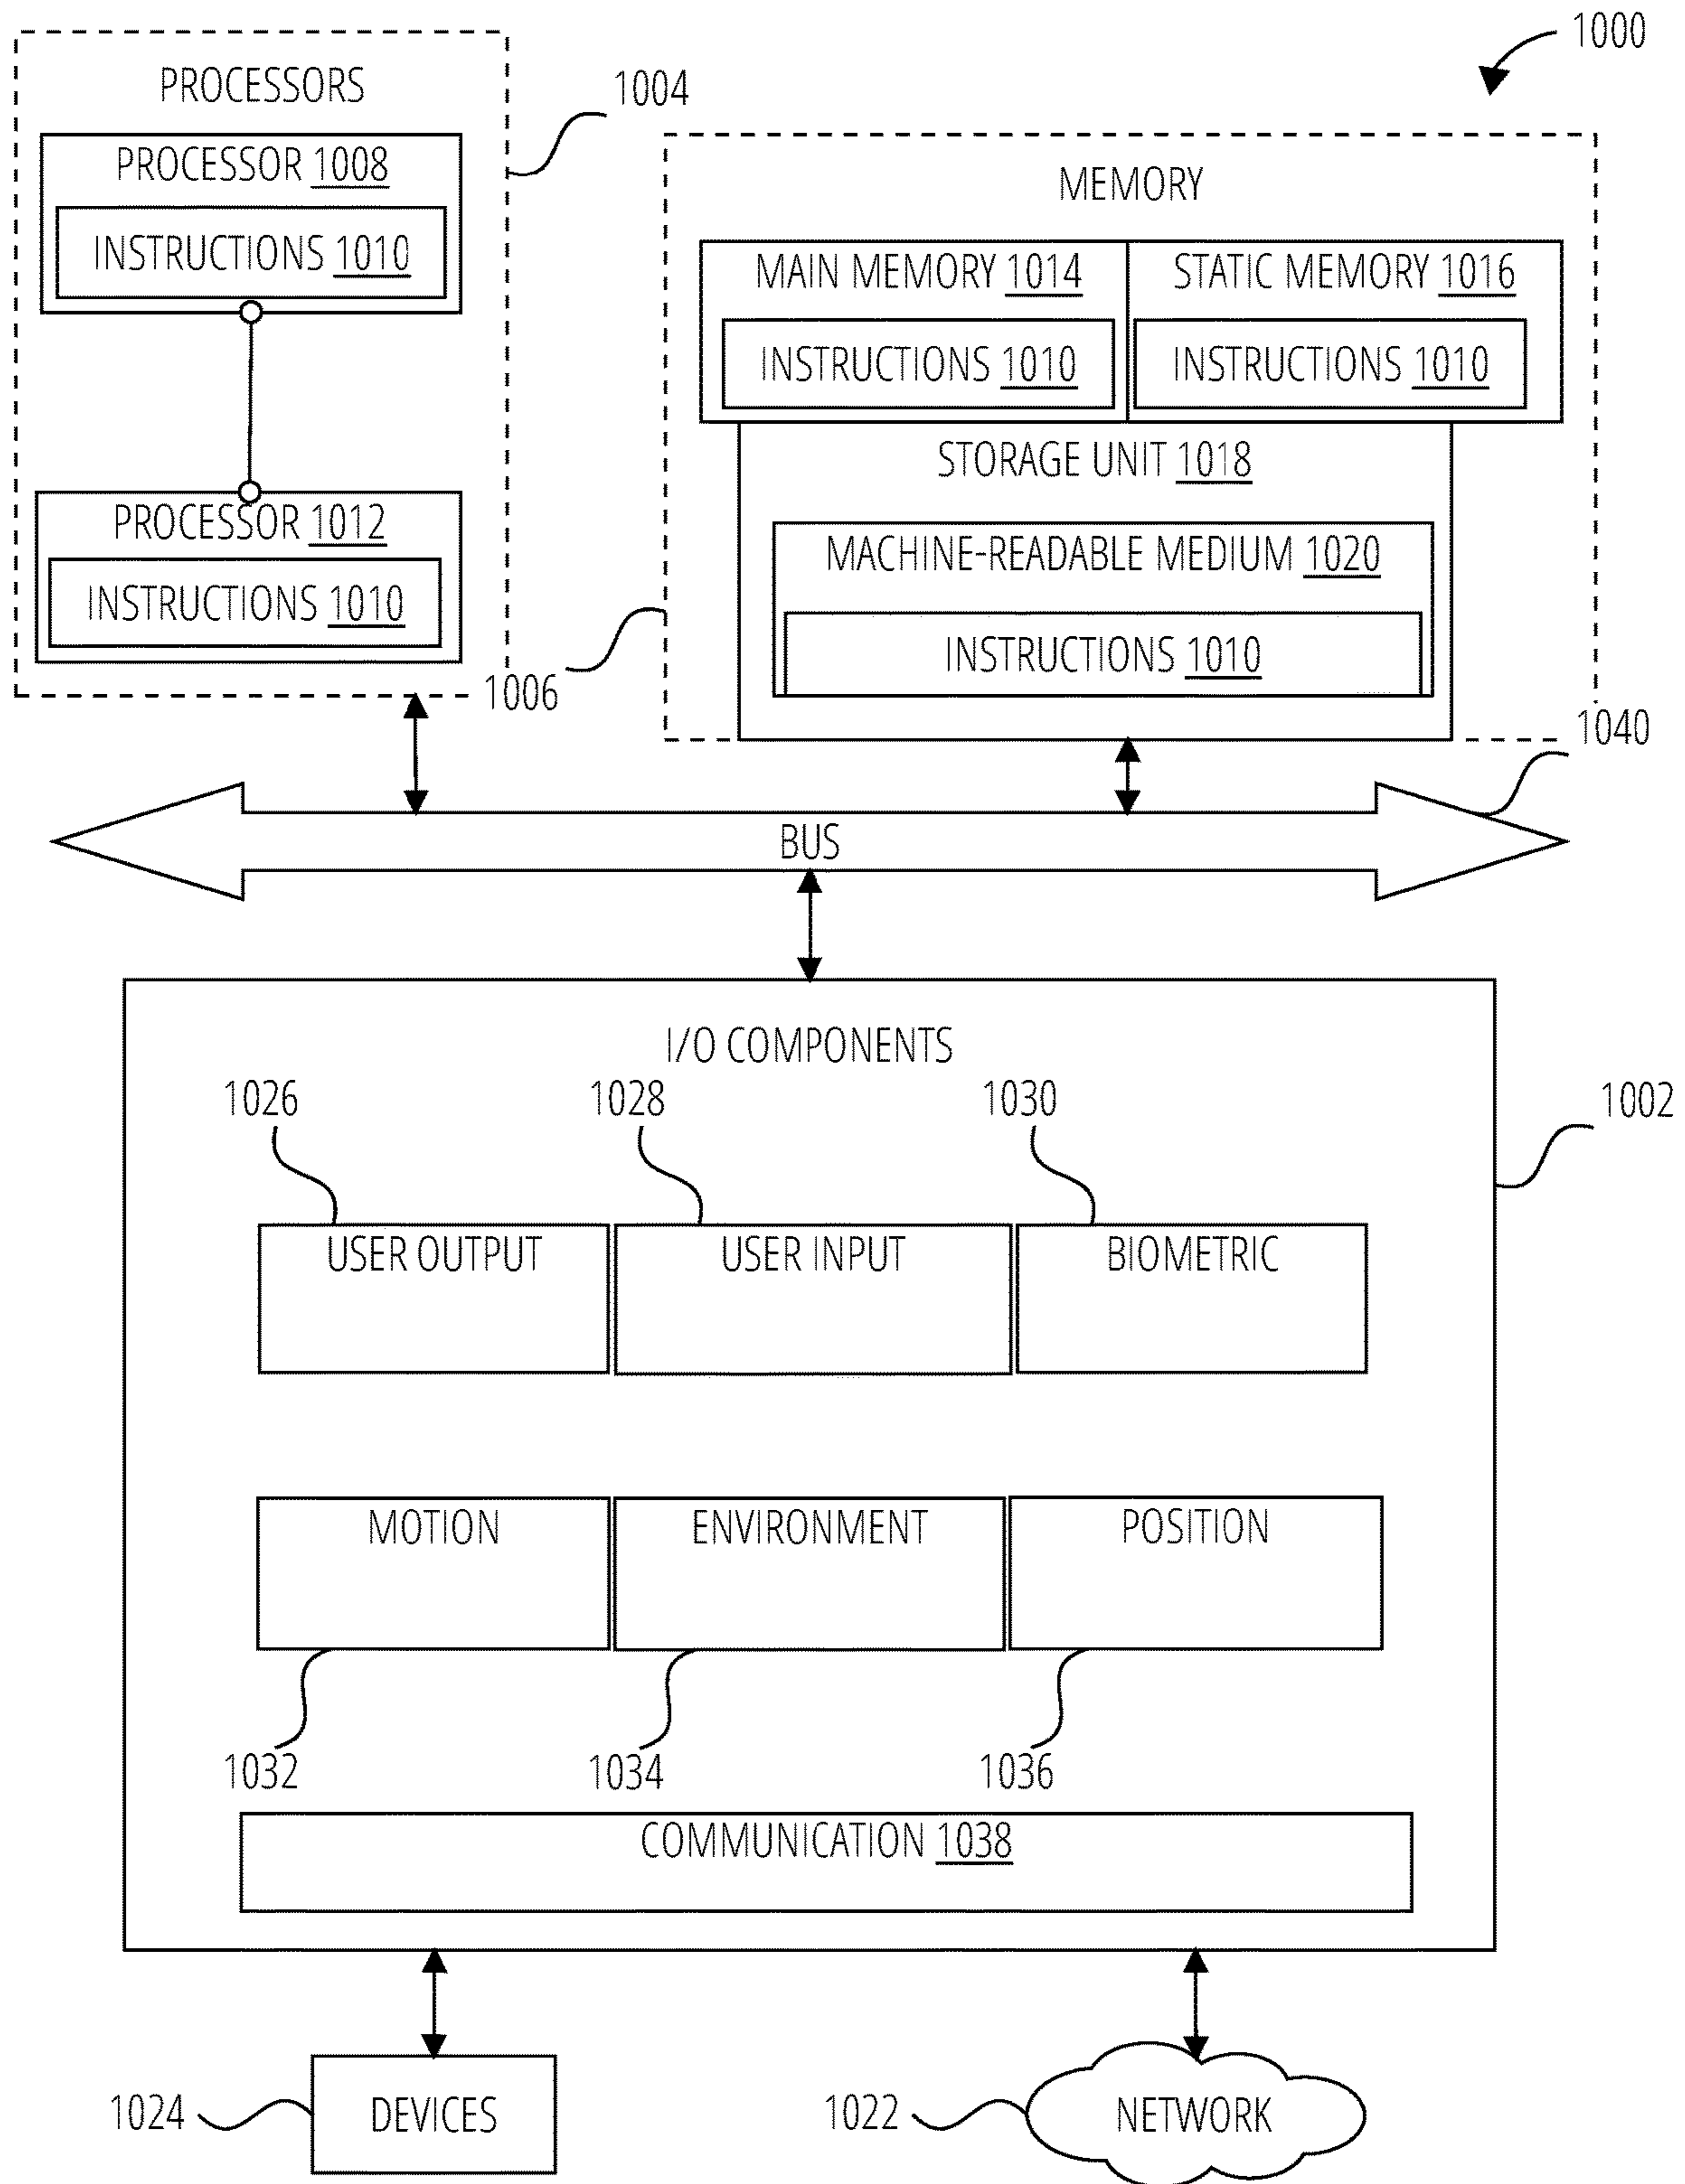 1000
PROCESSORS
1004
PROCESSOR 1008
INSTRUCTIONS 1010
PROCESSOR 1012
INSTRUCTIONS 1010
MEMORY
MAIN MEMORY 1014
STATIC MEMORY 1016
INSTRUCTIONS 1010
INSTRUCTIONS 1010
STORAGE UNIT 1018
MACHINE-READABLE MEDIUM 1020
INSTRUCTIONS 1010
1006
1040
BUS
I/O COMPONENTS
1026
1028
1030
1002
USER OUTPUT
USER INPUT
BIOMETRIC
MOTION
ENVIRONMENT
POSITION
1032
1034
1036
COMMUNICATION 1038
1024
DEVICES
1022
NETWORK